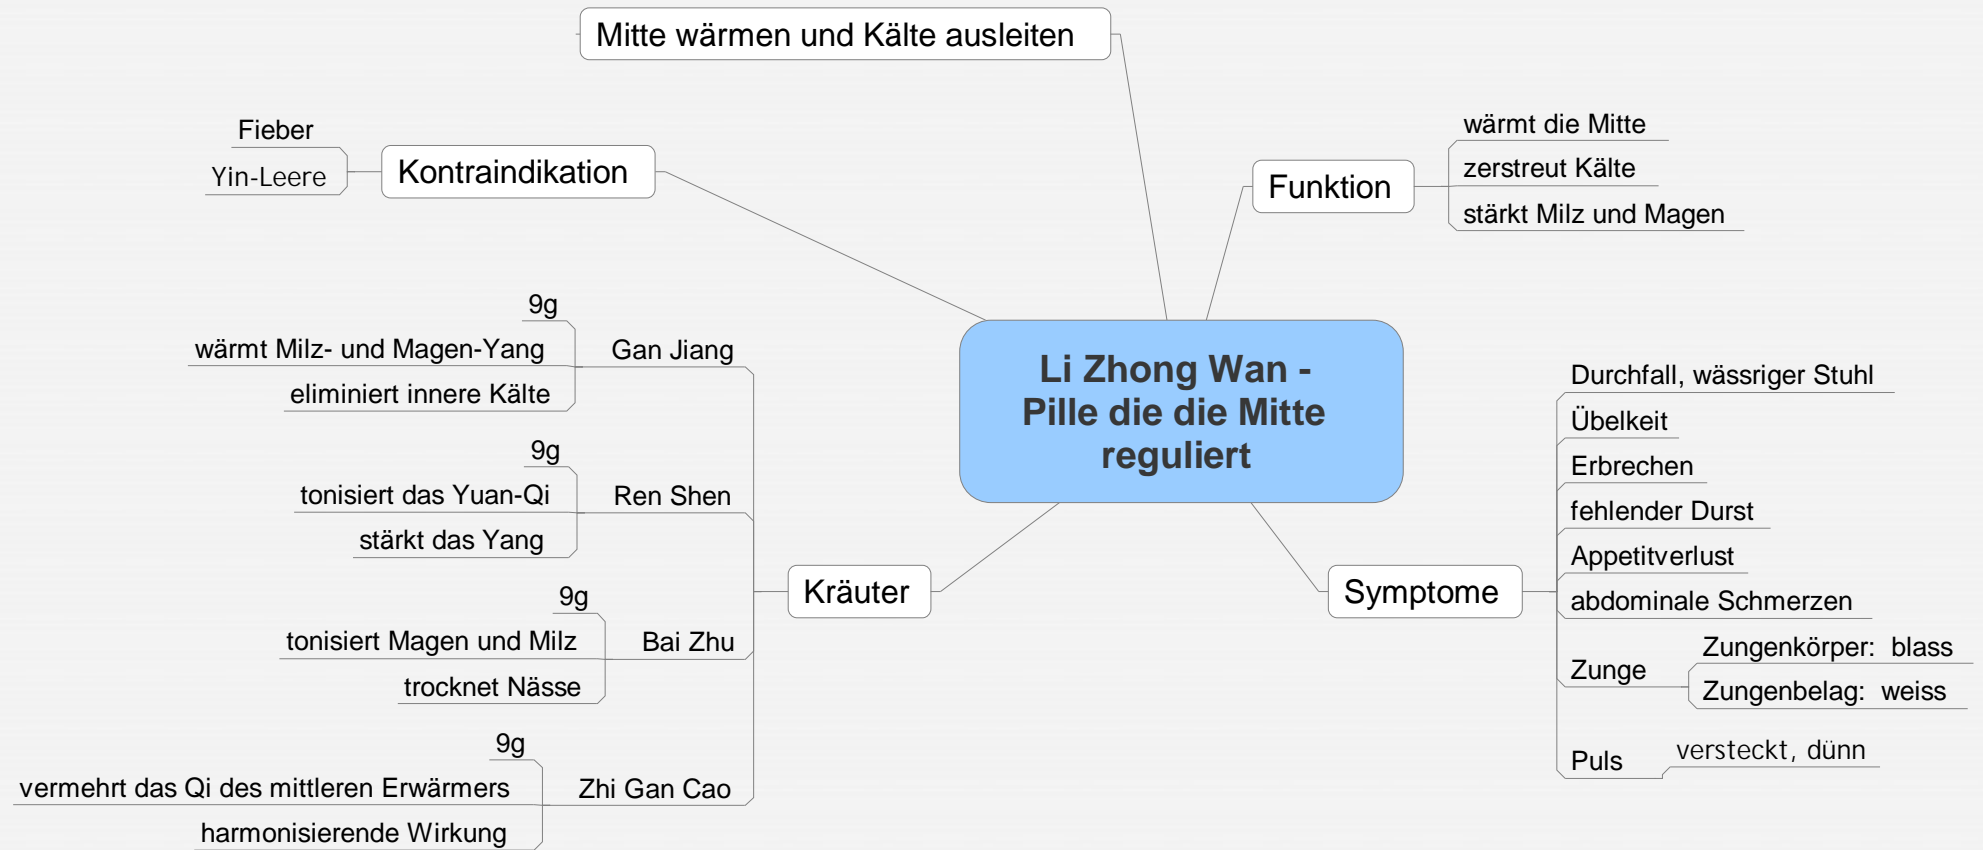 Mitte wärmen und Kälte ausleiten
Kontraindikation
Fieber
Yin-Leere
Funktion
wärmt die Mitte
zerstreut Kälte
stärkt Milz und Magen
Li Zhong Wan -
Pille die die Mitte
reguliert
Kräuter
Gan Jiang
9g
wärmt Milz- und Magen-Yang
eliminiert innere Kälte
Ren Shen
9g
tonisiert das Yuan-Qi
stärkt das Yang
Bai Zhu
9g
tonisiert Magen und Milz
trocknet Nässe
Zhi Gan Cao
9g
vermehrt das Qi des mittleren Erwärmers
harmonisierende Wirkung
Symptome
Durchfall, wässriger Stuhl
Übelkeit
Erbrechen
fehlender Durst
Appetitverlust
abdominale Schmerzen
Zunge
Zungenkörper:  blass
Zungenbelag:  weiss
Puls
versteckt, dünn